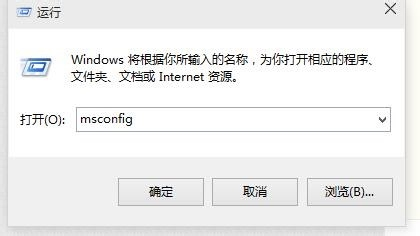 运行
Windows 将根据你所输入的名称，为你打开相应的程序、
文件夹、文档或 Internet 资源。
打开(O): msconfig
确定 取消 浏览(B)...